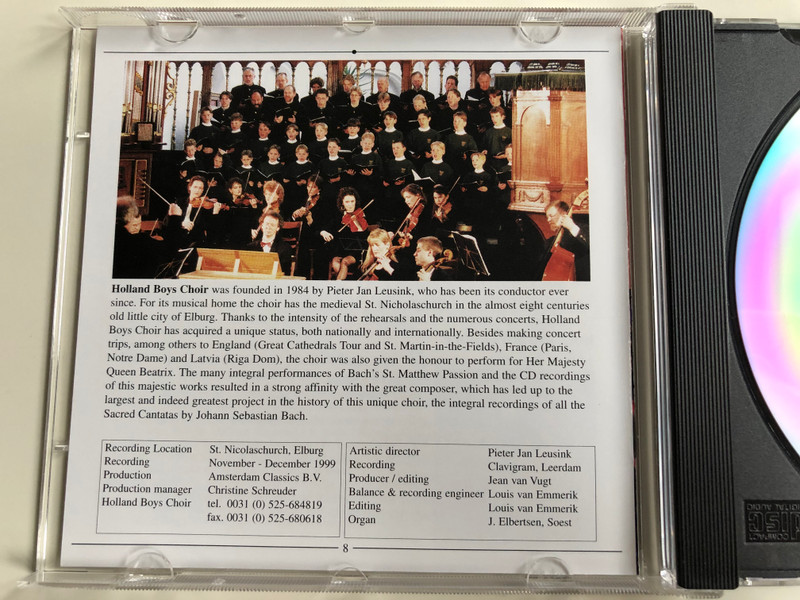 Holland Boys Choir was founded in 1984 by Pieter Jan Leusink, who has been its conductor ever
since. For its musical home the choir has the medieval St. Nicholaschurch in the almost eight centuries
old little city of Elburg. Thanks to the intensity of the rehearsals and the numerous concerts, Holland
Boys Choir has acquired a unique status, both nationally and internationally. Besides making concert
trips, among others to England (Great Cathedrals Tour and St. Martin-in-the-Fields), France (Paris,
Notre Dame) and Latvia (Riga Dom), the choir was also given the honour to perform for Her Majesty
Queen Beatrix. The many integral performances of Bach's St. Matthew Passion and the CD recordings
of this majestic works resulted in a strong affinity with the great composer, which has led up to the
largest and indeed greatest project in the history of this unique choir, the integral recordings of all the
Sacred Cantatas by Johann Sebastian Bach.
Recording Location St. Nicolaschurch, Elburg
Recording November - December 1999
Production Amsterdam Classics B.V.
Production manager Christine Schreuder
Holland Boys Choir tel. 0031 (0) 525-684819
fax. 0031 (0) 525-680618
Artistic director Pieter Jan Leusink
Recording Clavigram, Leerdam
Producer / editing Jean van Vugt
Balance & recording engineer Louis van Emmerik
Editing Louis van Emmerik
Organ J. Elbertsen, Soest
8
COMPACT
DISC
DIGITAL AUDIO